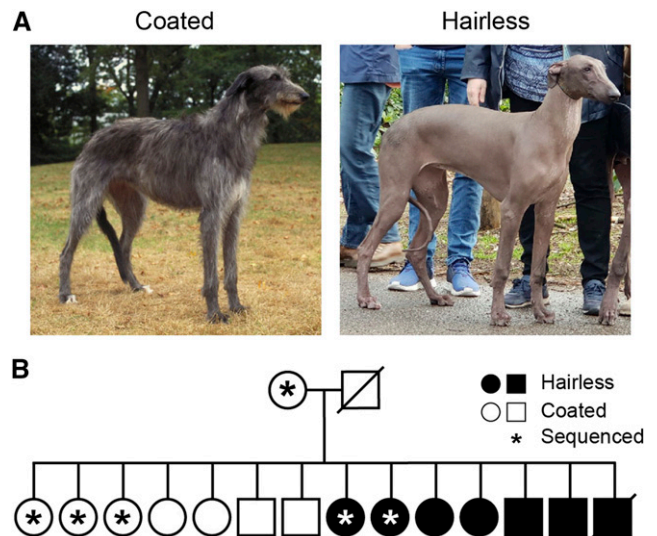 A
Coated
Hairless
B
Hairless
Coated
* Sequenced